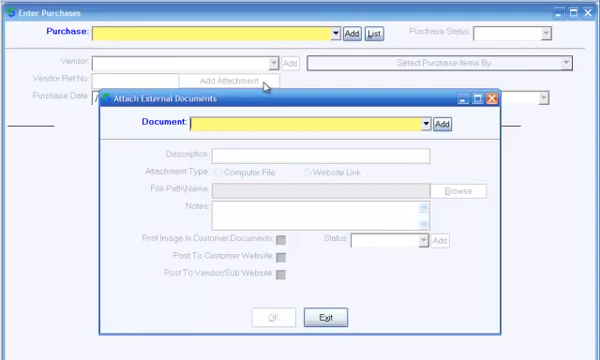 Enter Purchases
Purchase: Add List Purchase Status:
Vendor: Add Select Purchase Items By...
Vendor Ref No: Add Attachment
Purchase Date: /
Attach External Documents
Document: Add
Description:
Attachment Type: Computer File Website Link
File Path\Name: Browse
Notes:
Print Image In Customer Documents: Status: Add
Post To Customer Website:
Post To Vendor/Sub Website:
OK Exit